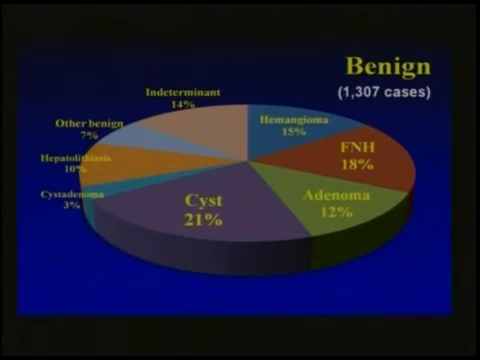 Benign
(1,307 cases)
Indeterminant
14%
Hemangioma
15%
Other benign
7%
FNH
18%
Hepatolithiasis
10%
Adenoma
12%
Cystadenoma
3%
Cyst
21%